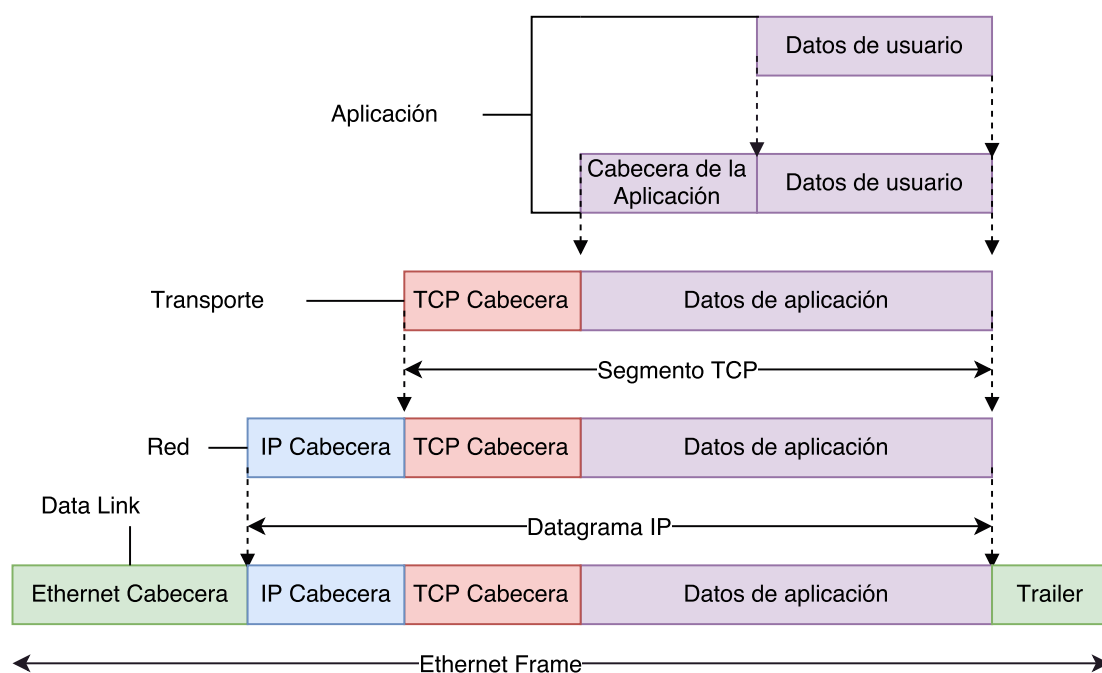 Datos de usuario
Aplicación
Cabecera de la
Aplicación
Datos de usuario
Transporte
TCP Cabecera
Datos de aplicación
Segmento TCP
Red
IP Cabecera
TCP Cabecera
Datos de aplicación
Data Link
Datagrama IP
Ethernet Cabecera
IP Cabecera
TCP Cabecera
Datos de aplicación
Trailer
Ethernet Frame